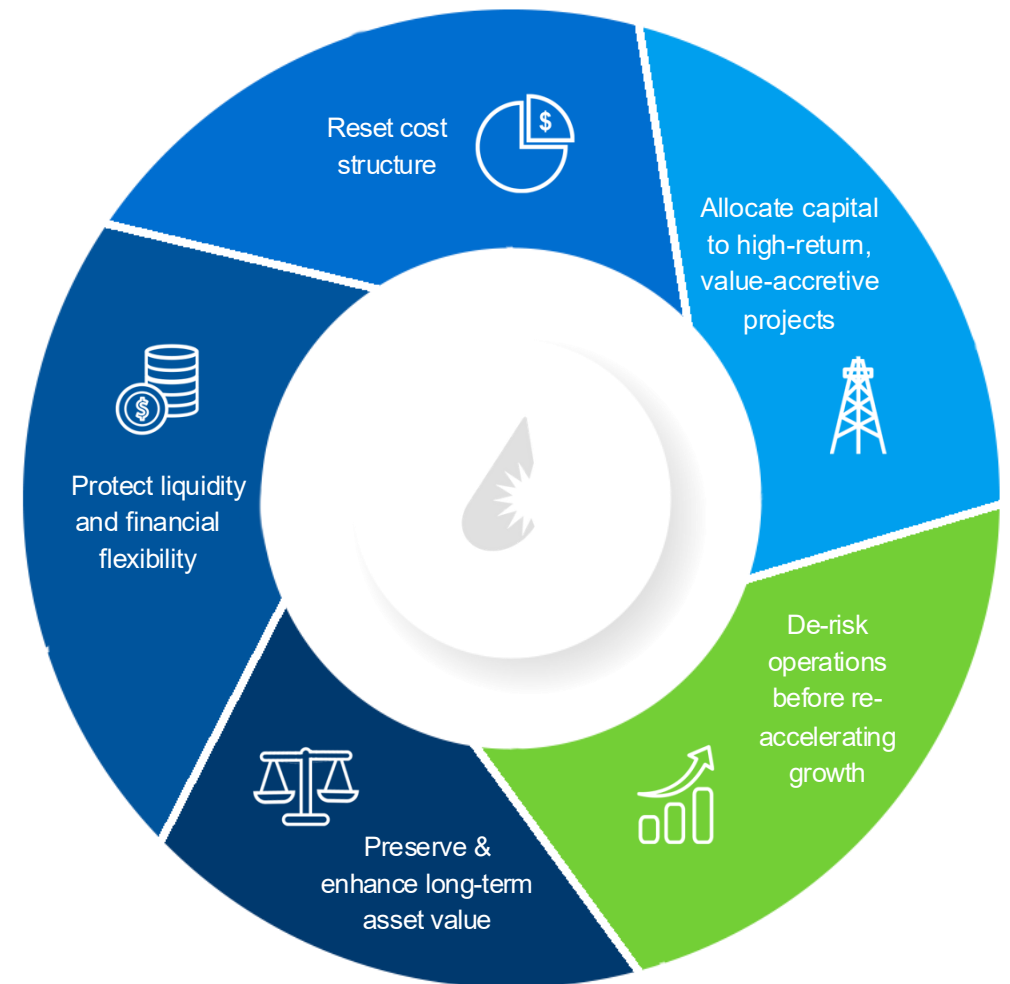 Reset cost
structure
$
Allocate capital
to high-return,
value-accretive
projects
De-risk
operations
before re-
accelerating
growth
Preserve &
enhance long-term
asset value
$
Protect liquidity
and financial
flexibility